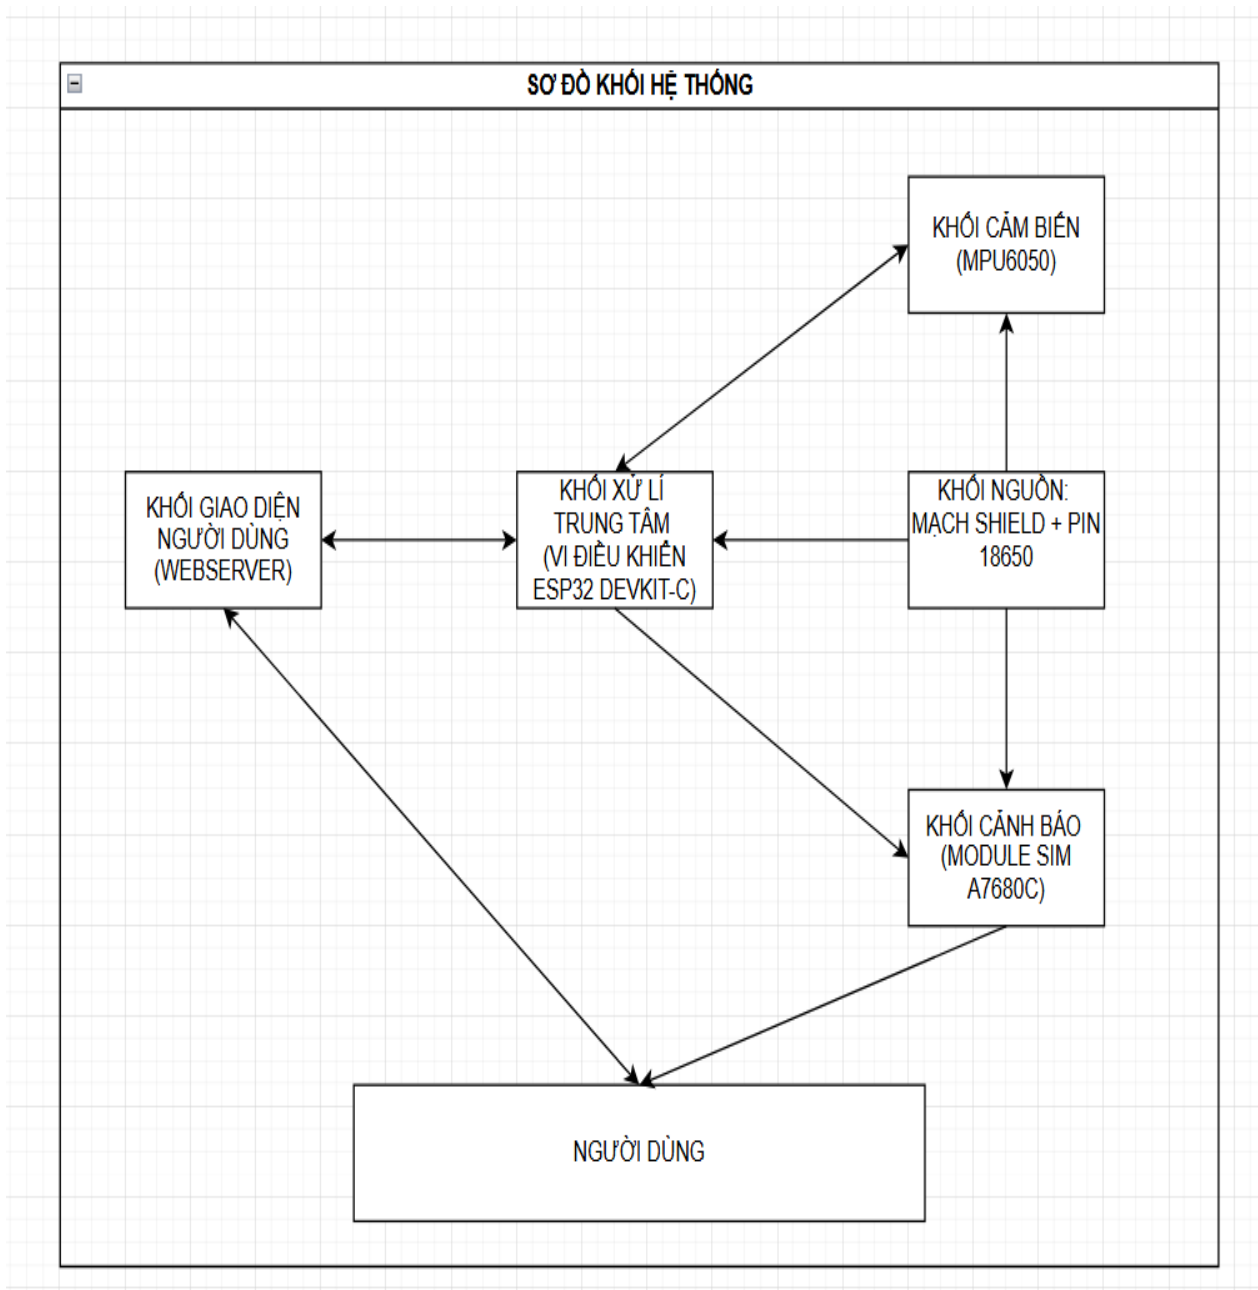 SƠ ĐỒ KHỐI HỆ THỐNG
KHỐI CẢM BIẾN
(MPU6050)
KHỐI GIAO DIỆN
NGƯỜI DÙNG
(WEBSERVER)
KHỐI XỬ LÍ
TRUNG TÂM
(VI ĐIỀU KHIỂN
ESP32 DEVKIT-C)
KHỐI NGUỒN:
MẠCH SHIELD + PIN
18650
KHỐI CẢNH BÁO
(MODULE SIM
A7680C)
NGƯỜI DÙNG